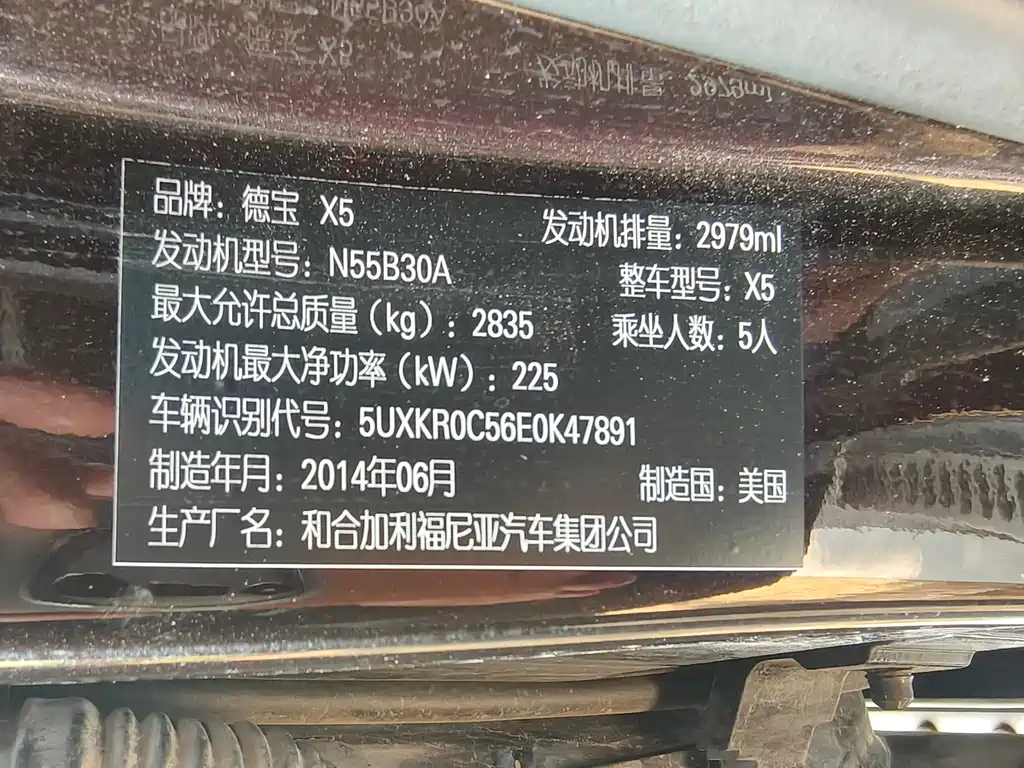 品牌: 德宝 X5
发动机排量: 2979ml
发动机型号: N55B30A
整车型号: X5
最大允许总质量(kg): 2835
乘坐人数: 5人
发动机最大净功率(kW): 225
车辆识别代号: 5UXKR0C56E0K47891
制造年月: 2014年06月
制造国: 美国
生产厂名: 和合加利福尼亚汽车集团公司